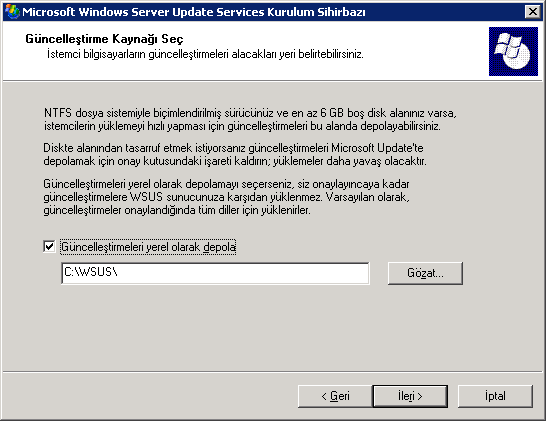 Microsoft Windows Server Update Services Kurulum Sihirbazı
Güncelleştirme Kaynağı Seç
İstemci bilgisayarların güncelleştirmeleri alacakları yeri belirtebilirsiniz.
NTFS dosya sistemiyle biçimlendirilmiş sürücünüz ve en az 6 GB boş disk alanınız varsa,
istemcilerin yüklemeyi hızlı yapması için güncelleştirmeleri bu alanda depolayabilirsiniz.
Diskte alanından tasarruf etmek istiyorsanız güncelleştirmeleri Microsoft Update'te
depolamak için onay kutusundaki işareti kaldırın; yüklemeler daha yavaş olacaktır.
Güncelleştirmeleri yerel olarak depolamayı seçerseniz, siz onaylayıncaya kadar
güncelleştirmelere WSUS sunucunuza karşıdan yüklenmez. Varsayılan olarak,
güncelleştirmeler onaylandığında tüm diller için yüklenirler.
Güncelleştirmeleri yerel olarak depola
C:\WSUS\
Gözat...
< Geri
İleri >
İptal